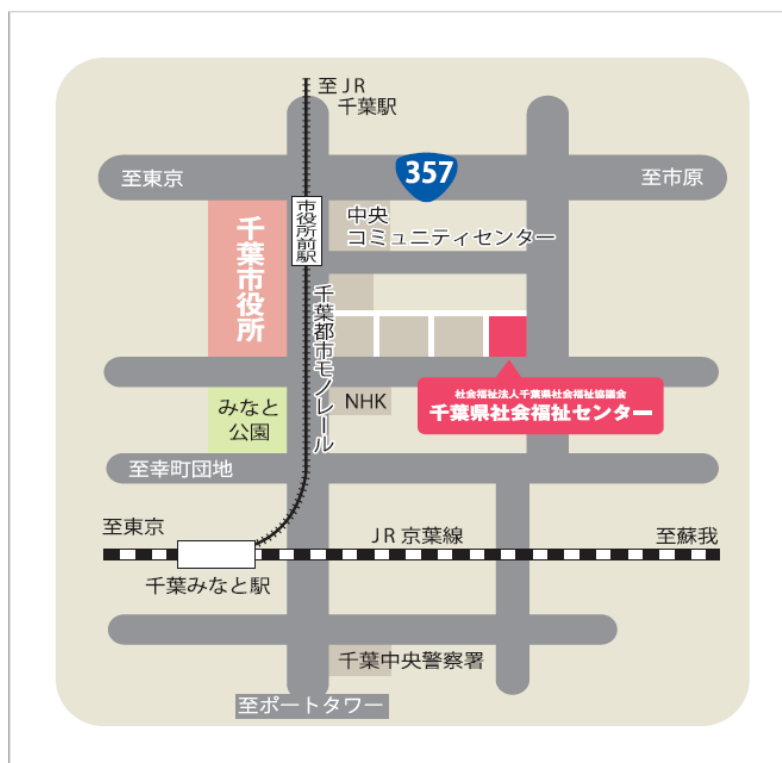 至JR
千葉駅
357
至東京
至市原
市役所前駅
中央
コミュニティセンター
千葉市役所
千葉都市モノレール
社会福祉法人千葉県社会福祉協議会
千葉県社会福祉センター
みなと
公園
NHK
至幸町団地
至東京
JR京葉線
至蘇我
千葉みなと駅
千葉中央警察署
至ポートタワー